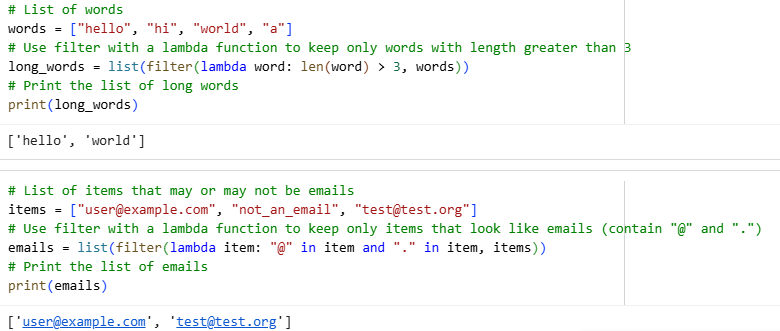 # List of words
words = ["hello", "hi", "world", "a"]
# Use filter with a lambda function to keep only words with length greater than 3
long_words = list(filter(lambda word: len(word) > 3, words))
# Print the list of long words
print(long_words)
['hello', 'world']
# List of items that may or may not be emails
items = ["user@example.com", "not_an_email", "test@test.org"]
# Use filter with a lambda function to keep only items that look like emails (contain "@" and ".")
emails = list(filter(lambda item: "@" in item and "." in item, items))
# Print the list of emails
print(emails)
['user@example.com', 'test@test.org']